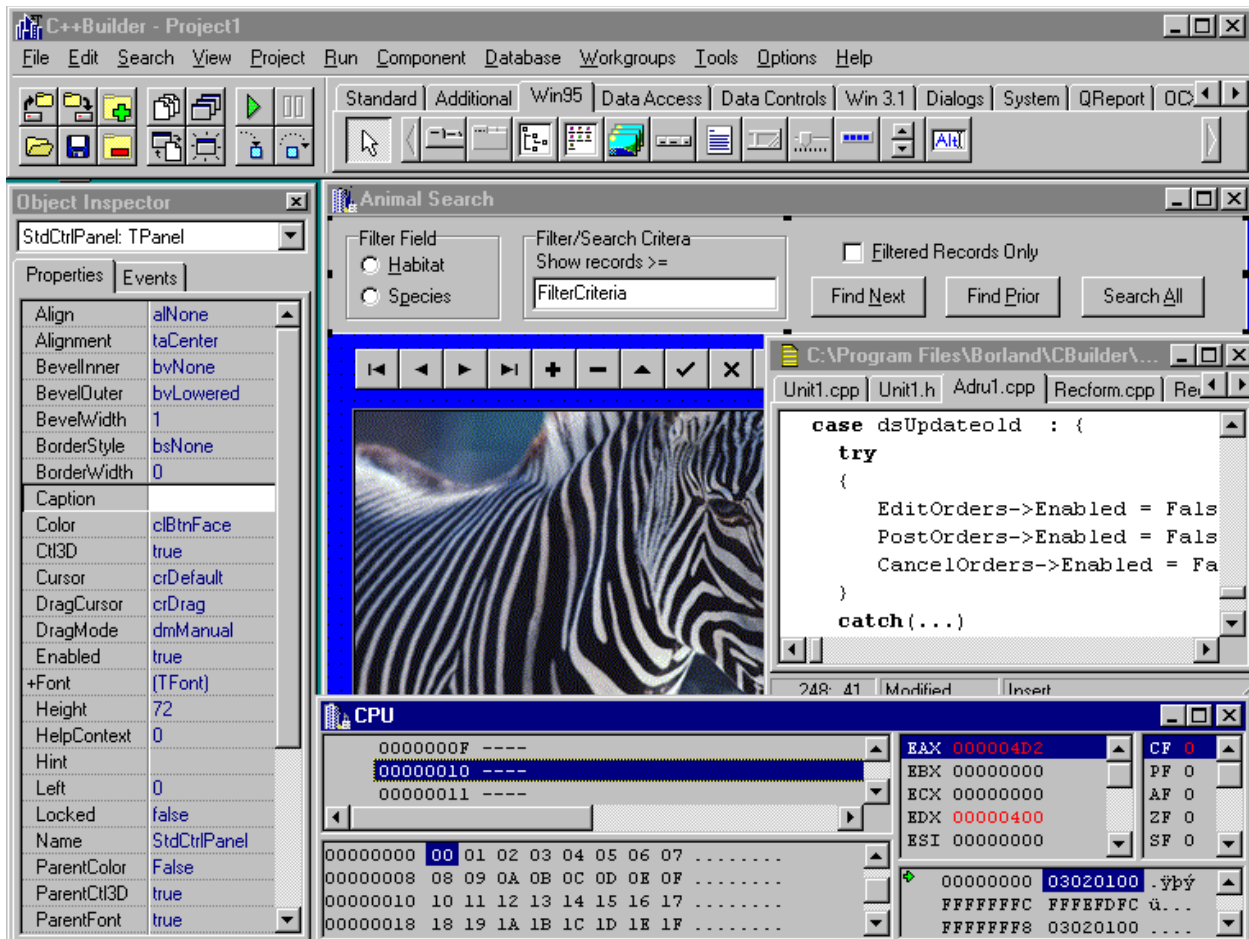 C++Builder - Project1
File Edit Search View Project Run Component Database Workgroups Tools Options Help
Standard Additional Win95 Data Access Data Controls Win 3.1 Dialogs System QReport
Object Inspector
StdCtrlPanel: TPanel
Properties Events
Align alNone
Alignment taCenter
BevelInner bvNone
BevelOuter bvLowered
BevelWidth 1
BorderStyle bsNone
BorderWidth 0
Caption
Color clBtnFace
Ctl3D true
Cursor crDefault
DragCursor crDrag
DragMode dmManual
Enabled true
+Font (TFont)
Height 72
HelpContext 0
Hint
Left 0
Locked false
Name StdCtrlPanel
ParentColor False
ParentCtl3D true
ParentFont true
Animal Search
Filter Field
Habitat
Species
Filter/Search Critera
Show records >=
FilterCriteria
Filtered Records Only
Find Next Find Prior Search All
C:\Program Files\Borland\CBuilder\...
Unit1.cpp Unit1.h Adru1.cpp Recform.cpp
case dsUpdateold : {
try
{
EditOrders->Enabled = Fals
PostOrders->Enabled = Fals
CancelOrders->Enabled = Fa
}
catch(...)
248: 41 Modified Insert
CPU
0000000F ----
00000010 ----
00000011 ----
EAX 000004D2
EBX 00000000
ECX 00000000
EDX 00000400
ESI 00000000
CF 0
PF 0
AF 0
ZF 0
SF 0
00000000 00 01 02 03 04 05 06 07 ........
00000008 08 09 0A 0B 0C 0D 0E 0F ........
00000010 10 11 12 13 14 15 16 17 ........
00000018 18 19 1A 1B 1C 1D 1E 1F ........
00000000 03020100 .ÿþý
FFFFFFFC FFFEFDFC ü...
FFFFFFF8 03020100 ....